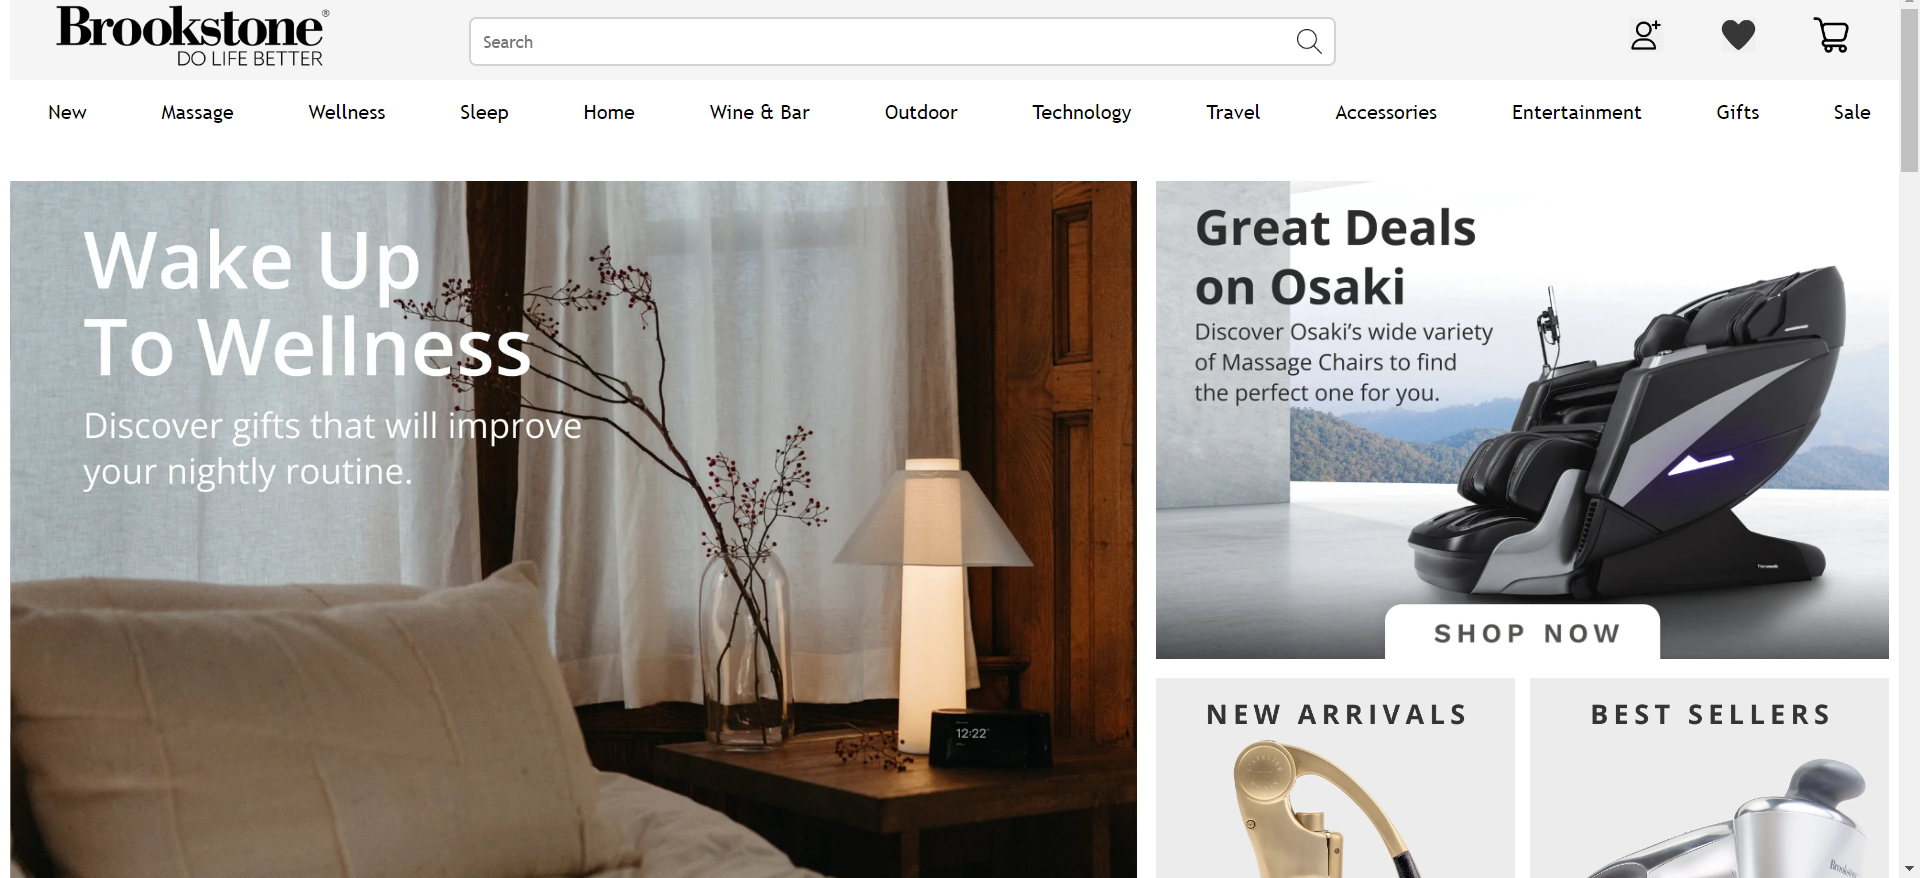 Brookstone®
DO LIFE BETTER
Search
New Massage Wellness Sleep Home Wine & Bar Outdoor Technology Travel Accessories Entertainment Gifts Sale
Wake Up
To Wellness
Discover gifts that will improve
your nightly routine.
12:22
Great Deals
on Osaki
Discover Osaki's wide variety
of Massage Chairs to find
the perfect one for you.
SHOP NOW
NEW ARRIVALS
BEST SELLERS
Brookstone